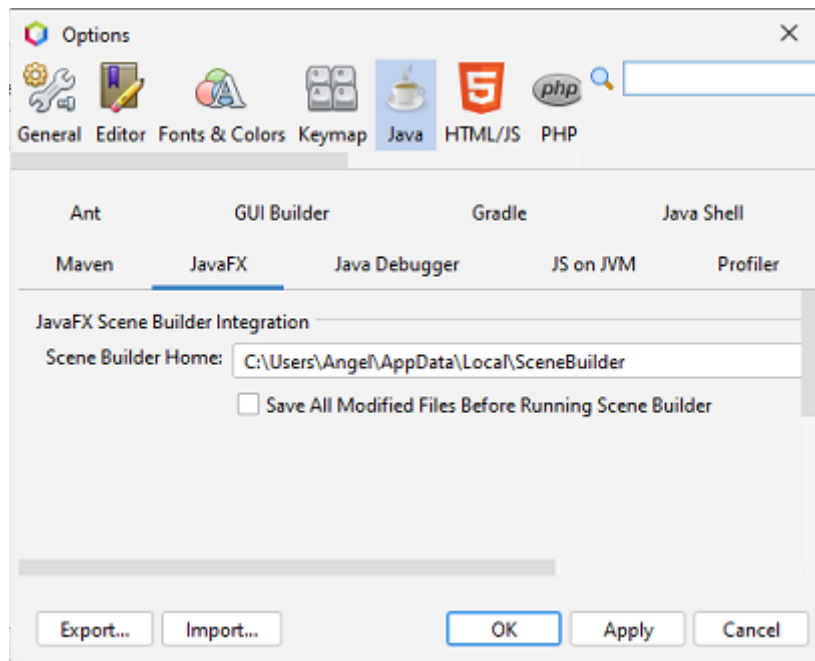 Options
php
General Editor Fonts & Colors Keymap Java HTML/JS PHP
Ant GUI Builder Gradle Java Shell
Maven JavaFX Java Debugger JS on JVM Profiler
JavaFX Scene Builder Integration
Scene Builder Home: C:\Users\Angel\AppData\Local\SceneBuilder
Save All Modified Files Before Running Scene Builder
Export... Import... OK Apply Cancel